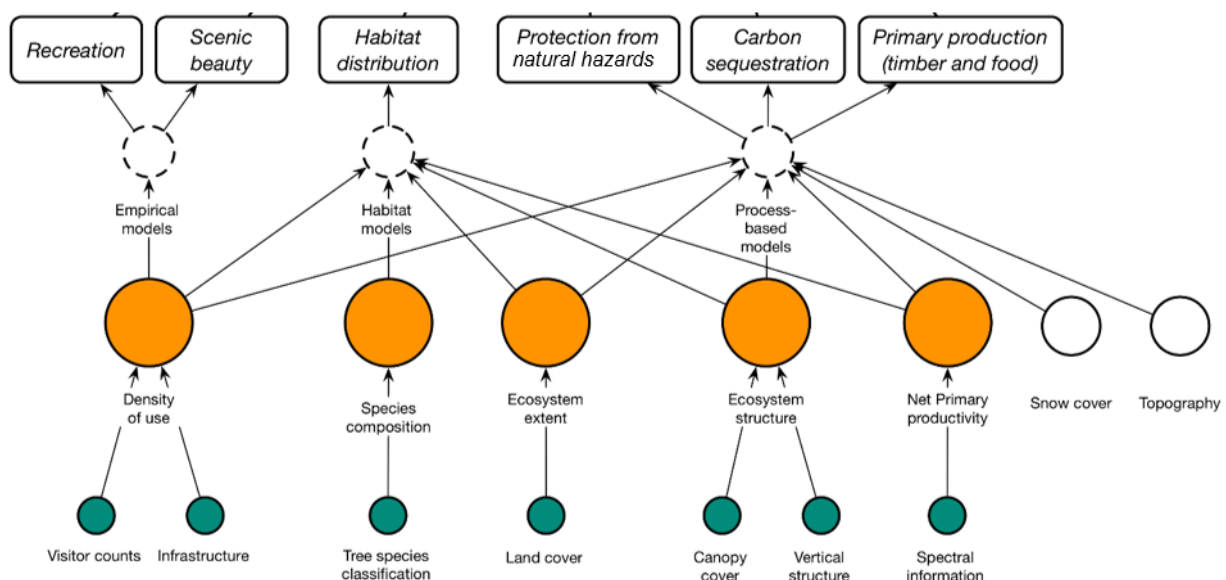 Recreation
Scenic
beauty
Habitat
distribution
Protection from
natural hazards
Carbon
sequestration
Primary production
(timber and food)
Empirical
models
Habitat
models
Process-
based
models
Density
of use
Species
composition
Ecosystem
extent
Ecosystem
structure
Net Primary
productivity
Snow cover
Topography
Visitor counts
Infrastructure
Tree species
classification
Land cover
Canopy
cover
Vertical
structure
Spectral
information